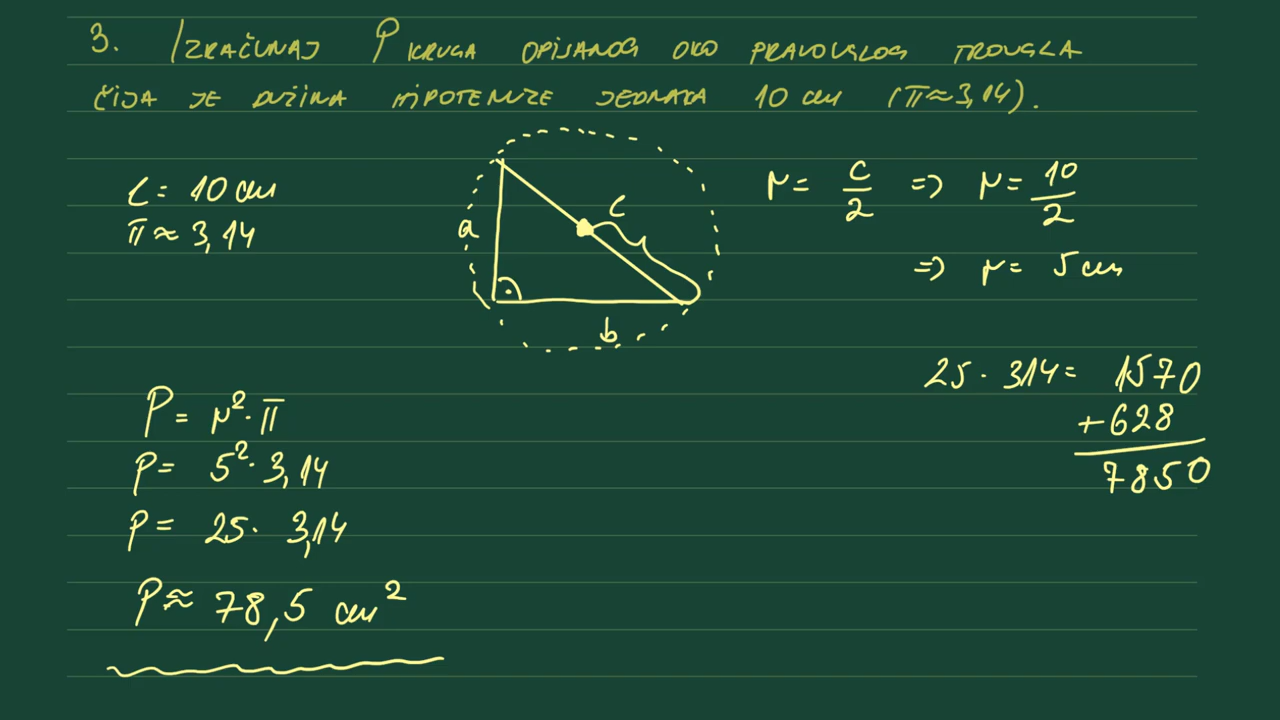 3. IZRAČUNAJ P KRUGA OPISANOG OKO PRAVOUGLOG TROUGLA
ČIJA JE DUŽINA HIPOTENUZE JEDNAKA 10 cm (π≈3,14).
c = 10 cm
π ≈ 3,14
a
c
b
r = c/2 => r = 10/2
=> r = 5 cm
25 · 314 = 1570
+628
7850
P = r² · π
P = 5² · 3,14
P = 25 · 3,14
P ≈ 78,5 cm²